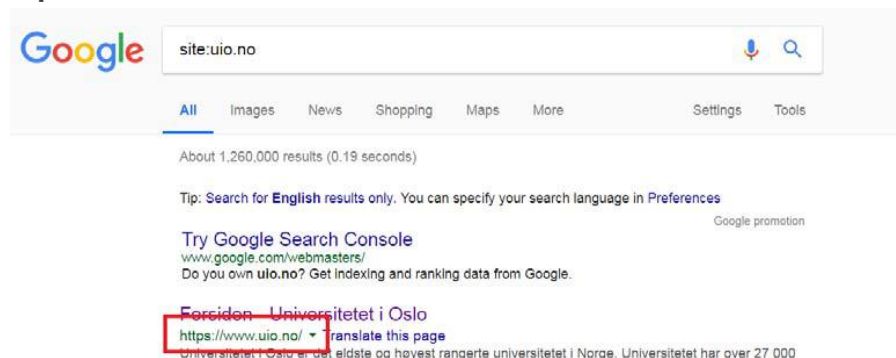 Google site:uio.no
All Images News Shopping Maps More Settings Tools
About 1,260,000 results (0.19 seconds)
Tip: Search for English results only. You can specify your search language in Preferences
Google promotion
Try Google Search Console
www.google.com/webmasters/
Do you own uio.no? Get indexing and ranking data from Google.
Forsiden - Universitetet i Oslo
https://www.uio.no/ Translate this page
Universitetet i Oslo er det eldste og høyest rangerte universitetet i Norge. Universitetet har over 27 000